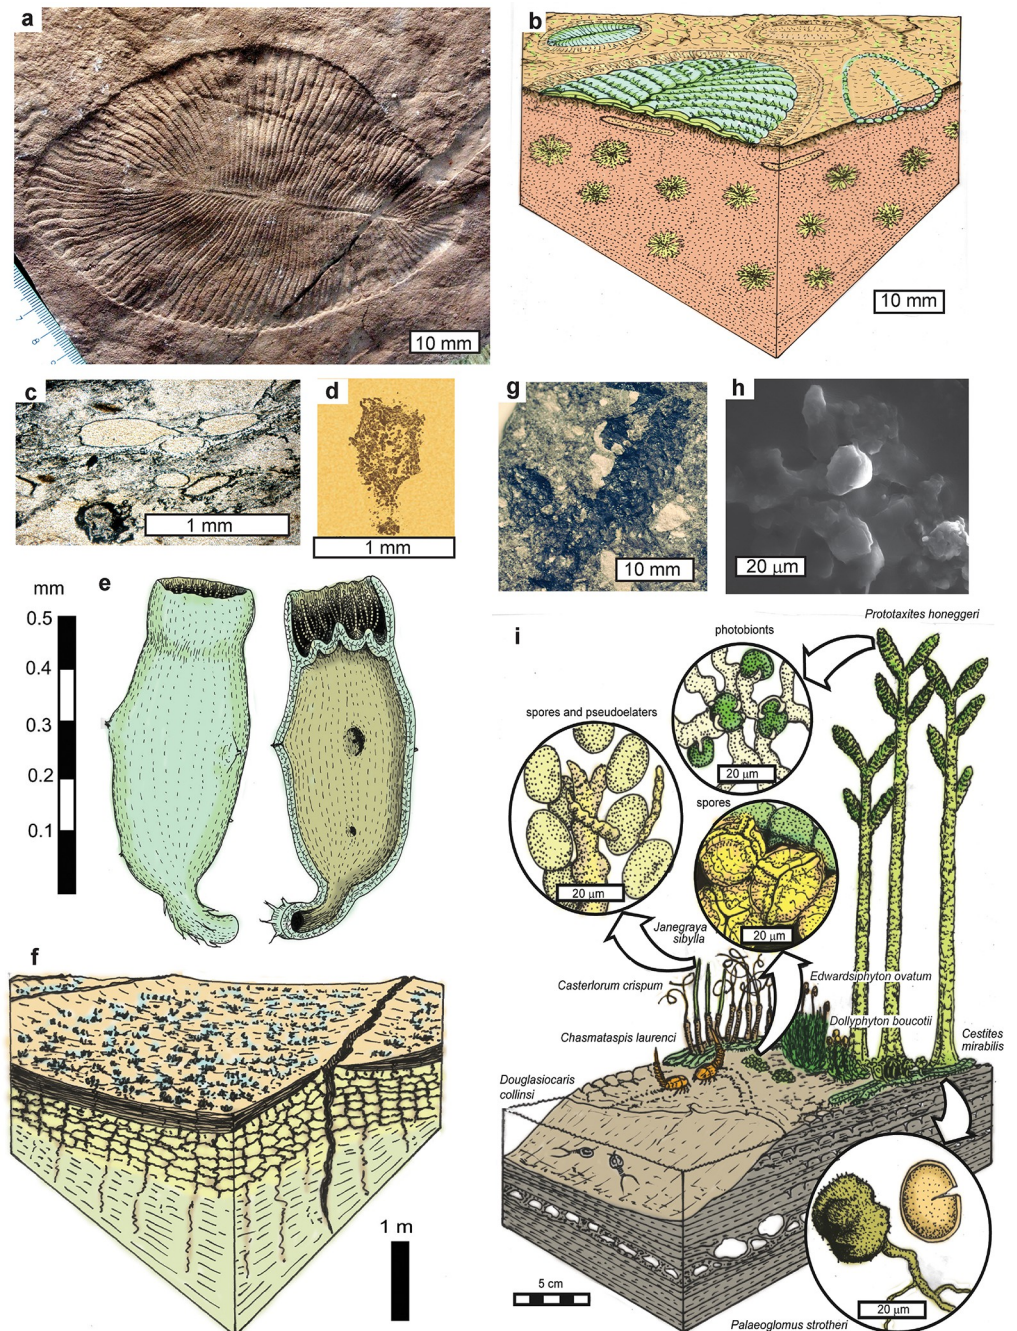 a
10 mm
7
8
b
10 mm
c
1 mm
d
1 mm
g
10 mm
h
20 μm
e
mm
0.5
0.4
0.3
0.2
0.1
f
1 m
i
Prototaxites honeggeri
photobionts
20 μm
spores and pseudoelaters
20 μm
spores
20 μm
Janegraya
sibylla
Casterlorum crispum
Edwardsiphyton ovatum
Chasmataspis laurenci
Dollyphyton boucotii
Cestites
mirabilis
Douglasiocaris
collinsi
5 cm
20 μm
Palaeoglomus strotheri